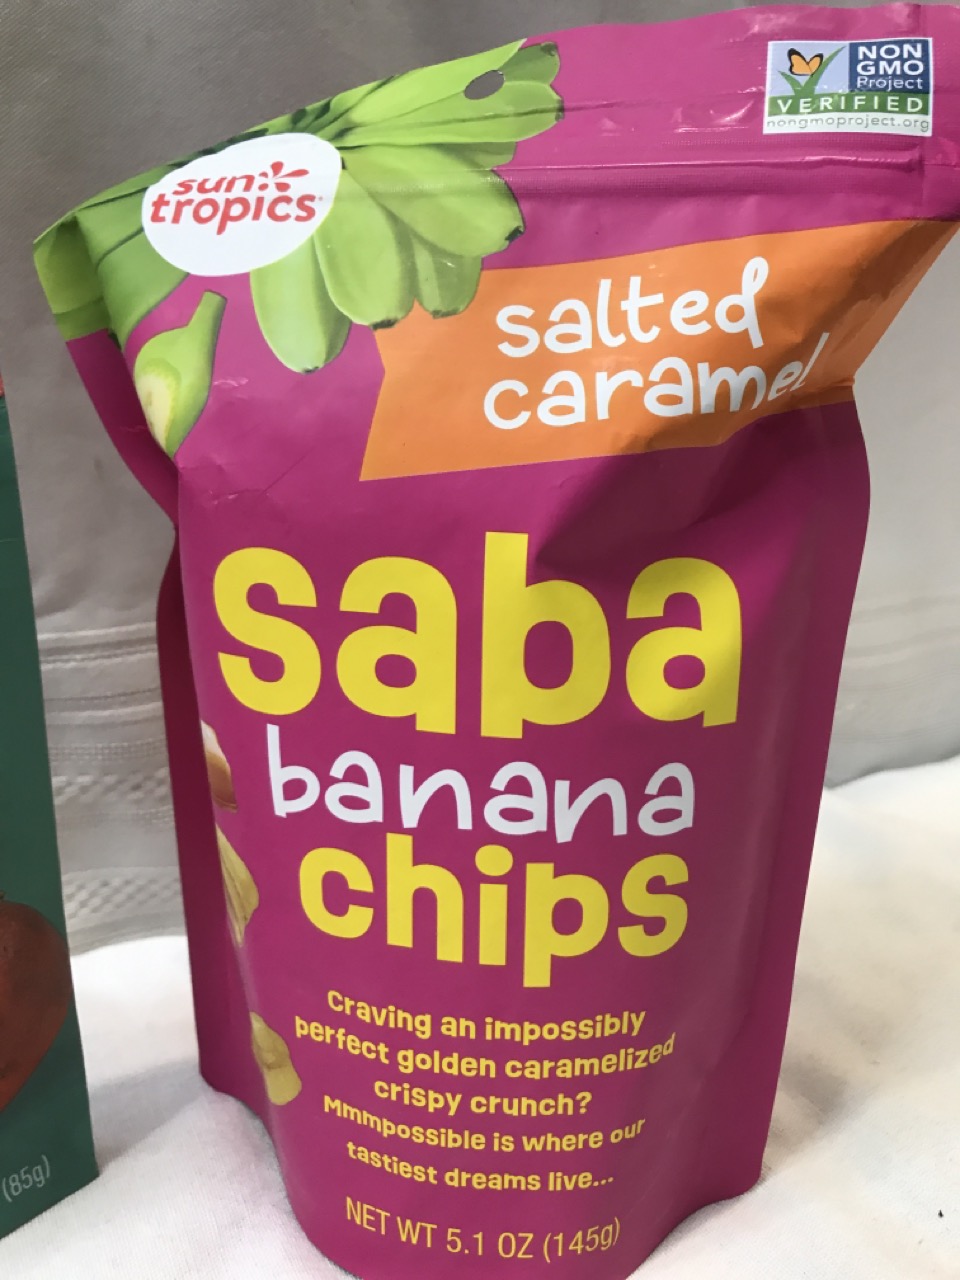 NON
GMO
Project
VERIFIED
nongmoproject.org
sun
tropics
salted
caramel
saba
banana
chips
Craving an impossibly
perfect golden caramelized
crispy crunch?
Mmmpossible is where our
tastiest dreams live...
NET WT 5.1 OZ (145g)
(85g)